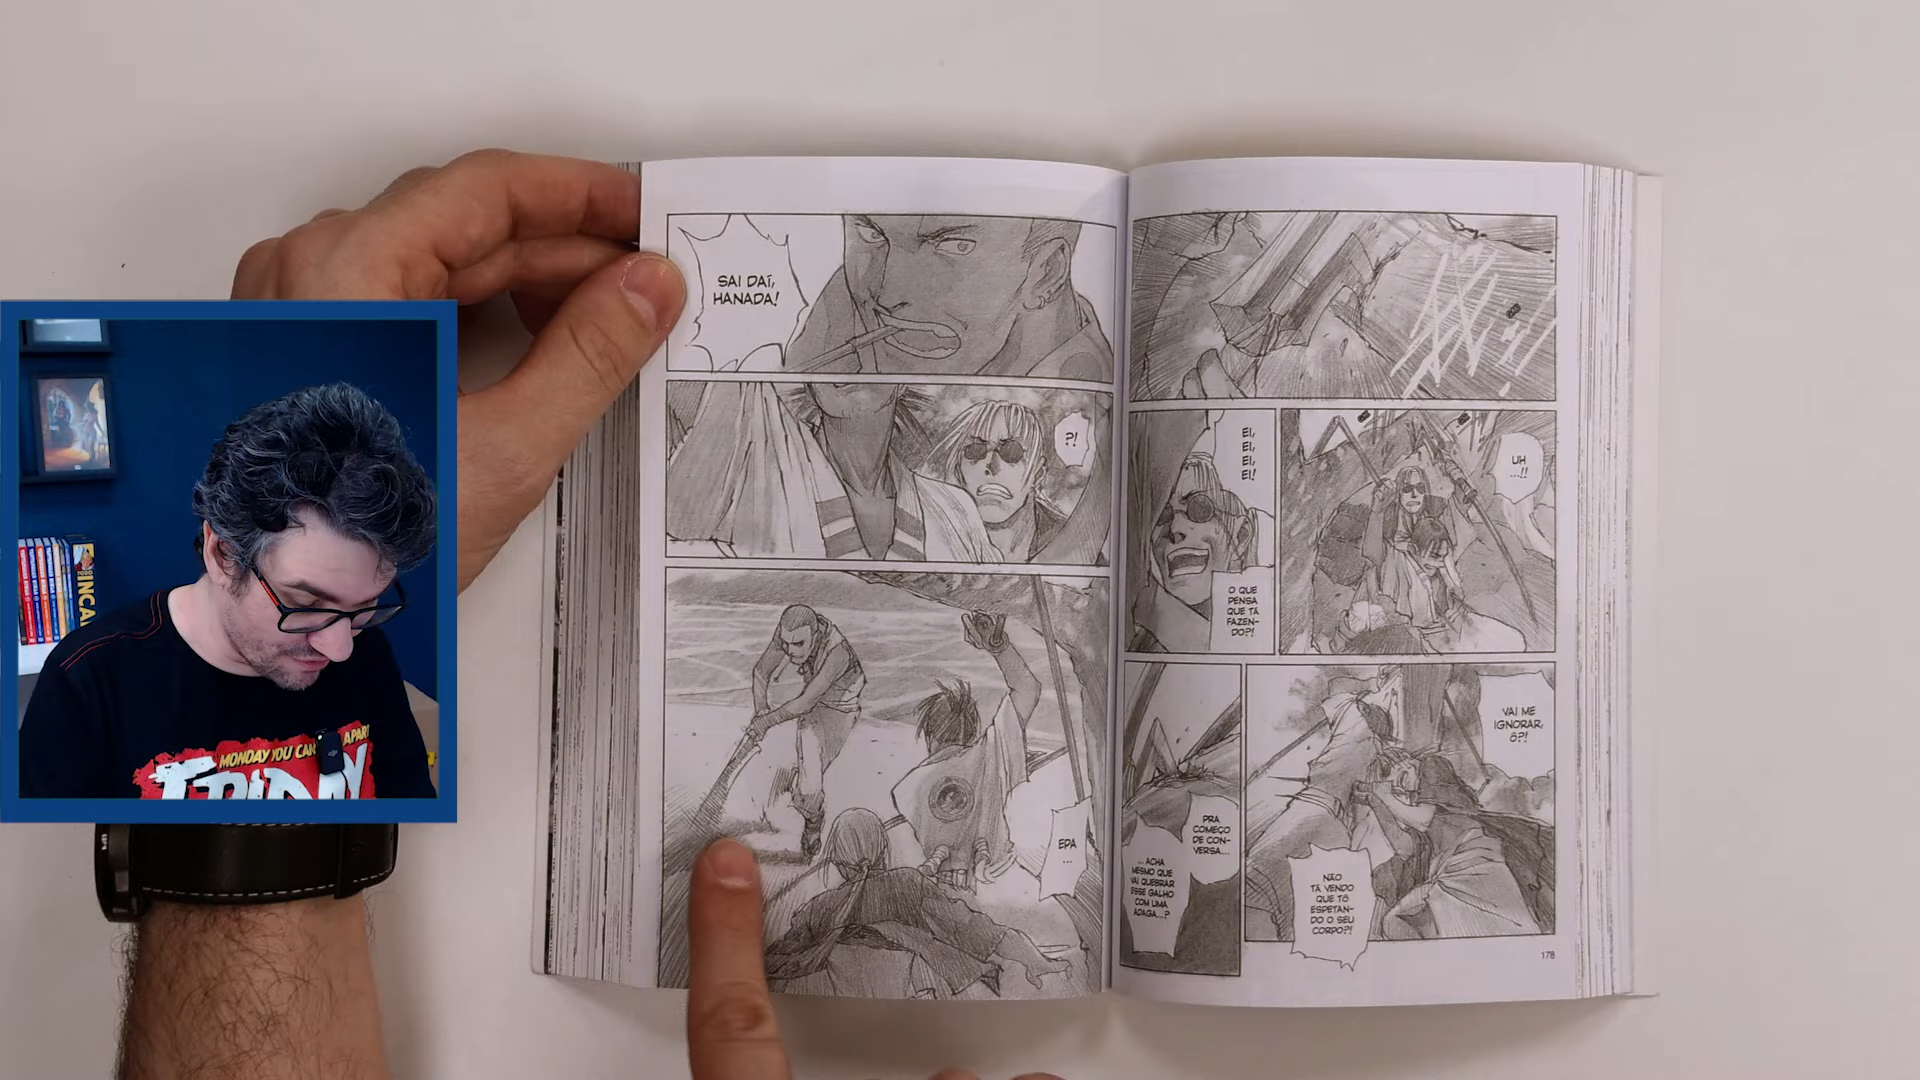 SAI DAÍ,
HANADA!
?!
EPA
...
EI,
EI,
EI,
EI!
O QUE
PENSA
QUE TÁ
FAZEN-
DO?!
UH
...!!
PRA
COMEÇO
DE CON-
VERSA...
... ACHA
MESMO QUE
VAI QUEBRAR
ESSE GALHO
COM UMA
ADAGA...?
VAI ME
IGNORAR,
Ô?!
NÃO
TÁ VENDO
QUE TÔ
ESPETAN-
DO O SEU
CORPO?!
178
INCA
MONDAY YOU CAN
APART
FRIDAY